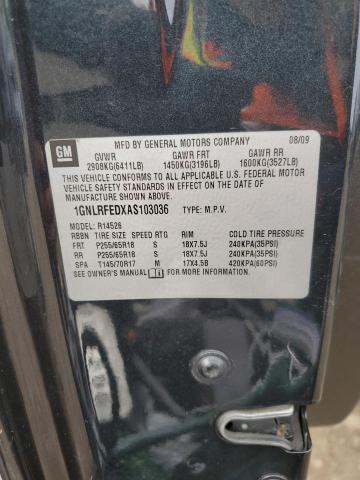 GM
MFD BY GENERAL MOTORS COMPANY 08/09
GVWR GAWR FRT GAWR RR
2908KG(6411LB) 1450KG(3196LB) 1600KG(3527LB)
THIS VEHICLE CONFORMS TO ALL APPLICABLE U.S. FEDERAL MOTOR
VEHICLE SAFETY STANDARDS IN EFFECT ON THE DATE OF
MANUFACTURE SHOWN ABOVE.
1GNLRFEDXAS103036 TYPE: M.P.V.
MODEL: R14526
RBBN TIRE SIZE SPEED RTG RIM COLD TIRE PRESSURE
FRT P255/65R18 S 18X7.5J 240KPA(35PSI)
RR P255/65R18 S 18X7.5J 240KPA(35PSI)
SPA T145/70R17 M 17X4.5B 420KPA(60PSI)
SEE OWNER'S MANUAL FOR MORE INFORMATION.